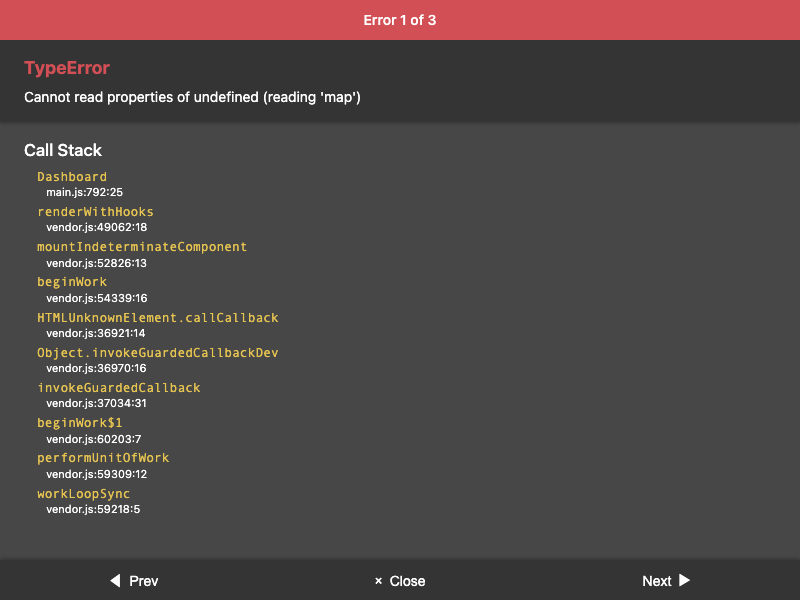 Error 1 of 3
TypeError
Cannot read properties of undefined (reading 'map')
Call Stack
Dashboard
main.js:792:25
renderWithHooks
vendor.js:49062:18
mountIndeterminateComponent
vendor.js:52826:13
beginWork
vendor.js:54339:16
HTMLUnknownElement.callCallback
vendor.js:36921:14
Object.invokeGuardedCallbackDev
vendor.js:36970:16
invokeGuardedCallback
vendor.js:37034:31
beginWork$1
vendor.js:60203:7
performUnitOfWork
vendor.js:59309:12
workLoopSync
vendor.js:59218:5
◀ Prev × Close Next ▶